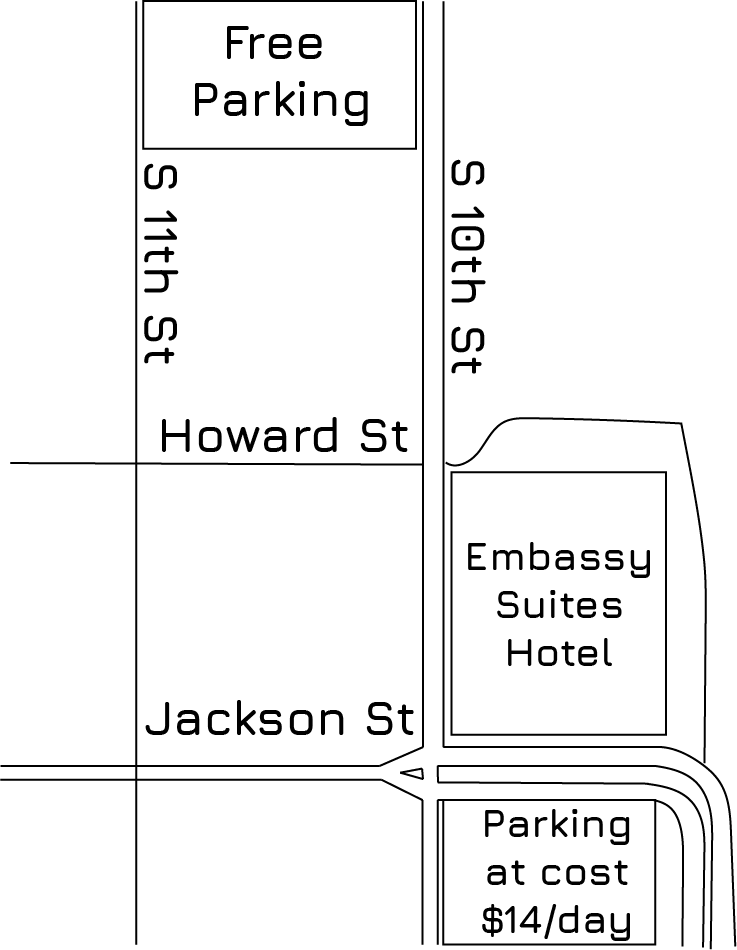 Free
Parking
S 11th St
S 10th St
Howard St
Embassy
Suites
Hotel
Jackson St
Parking
at cost
$14/day